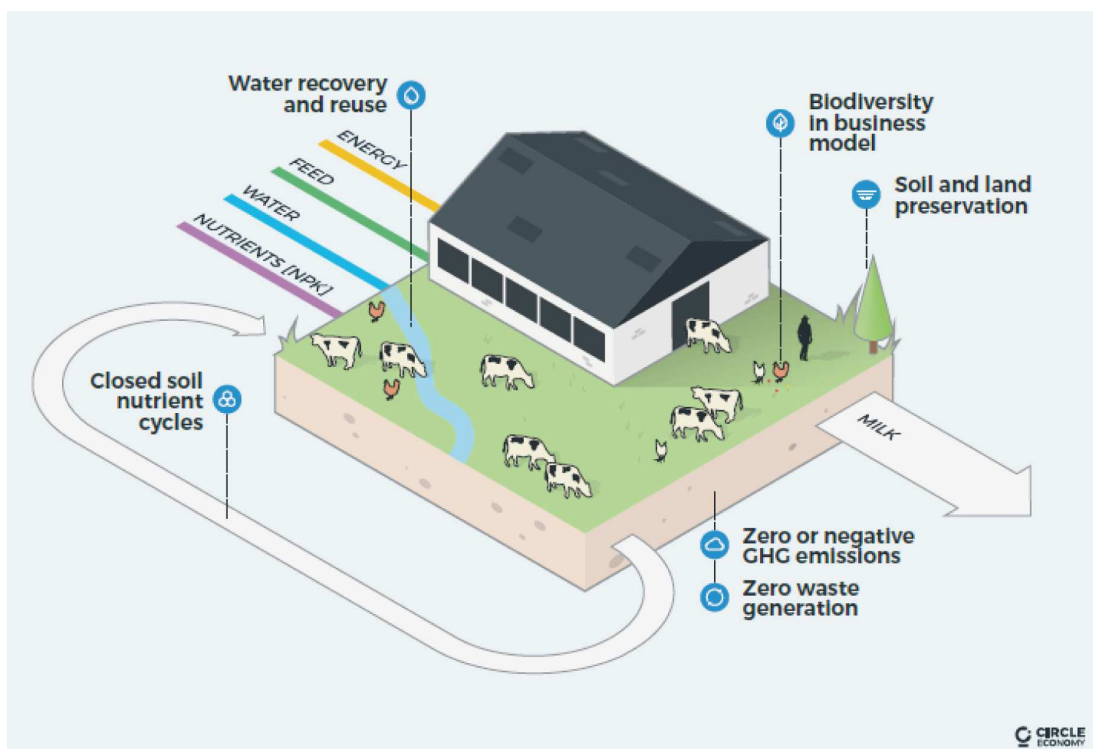 Water recovery
and reuse
ENERGY
FEED
WATER
NUTRIENTS [NPK]
Biodiversity
in business
model
Soil and land
preservation
Closed soil
nutrient
cycles
MILK
Zero or negative
GHG emissions
Zero waste
generation
CIRCLE
ECONOMY